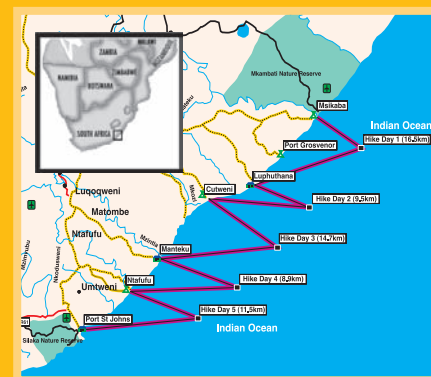 ZAMBIA
NAMIBIA
ZIMBABWE
BOTSWANA
SOUTH AFRICA
Mkambati Nature Reserve
Msikaba
Indian Ocean
Hike Day 1 (16.5km)
Port Grosvenor
Luphuthana
Cutweni
Luqoqweni
Hike Day 2 (9.5km)
Matombe
Ntafufu
Hike Day 3 (14.7km)
Manteku
Ntafufu
Hike Day 4 (8.9km)
Umtweni
Port St Johns
Hike Day 5 (11.5km)
Indian Ocean
Silaka Nature Reserve